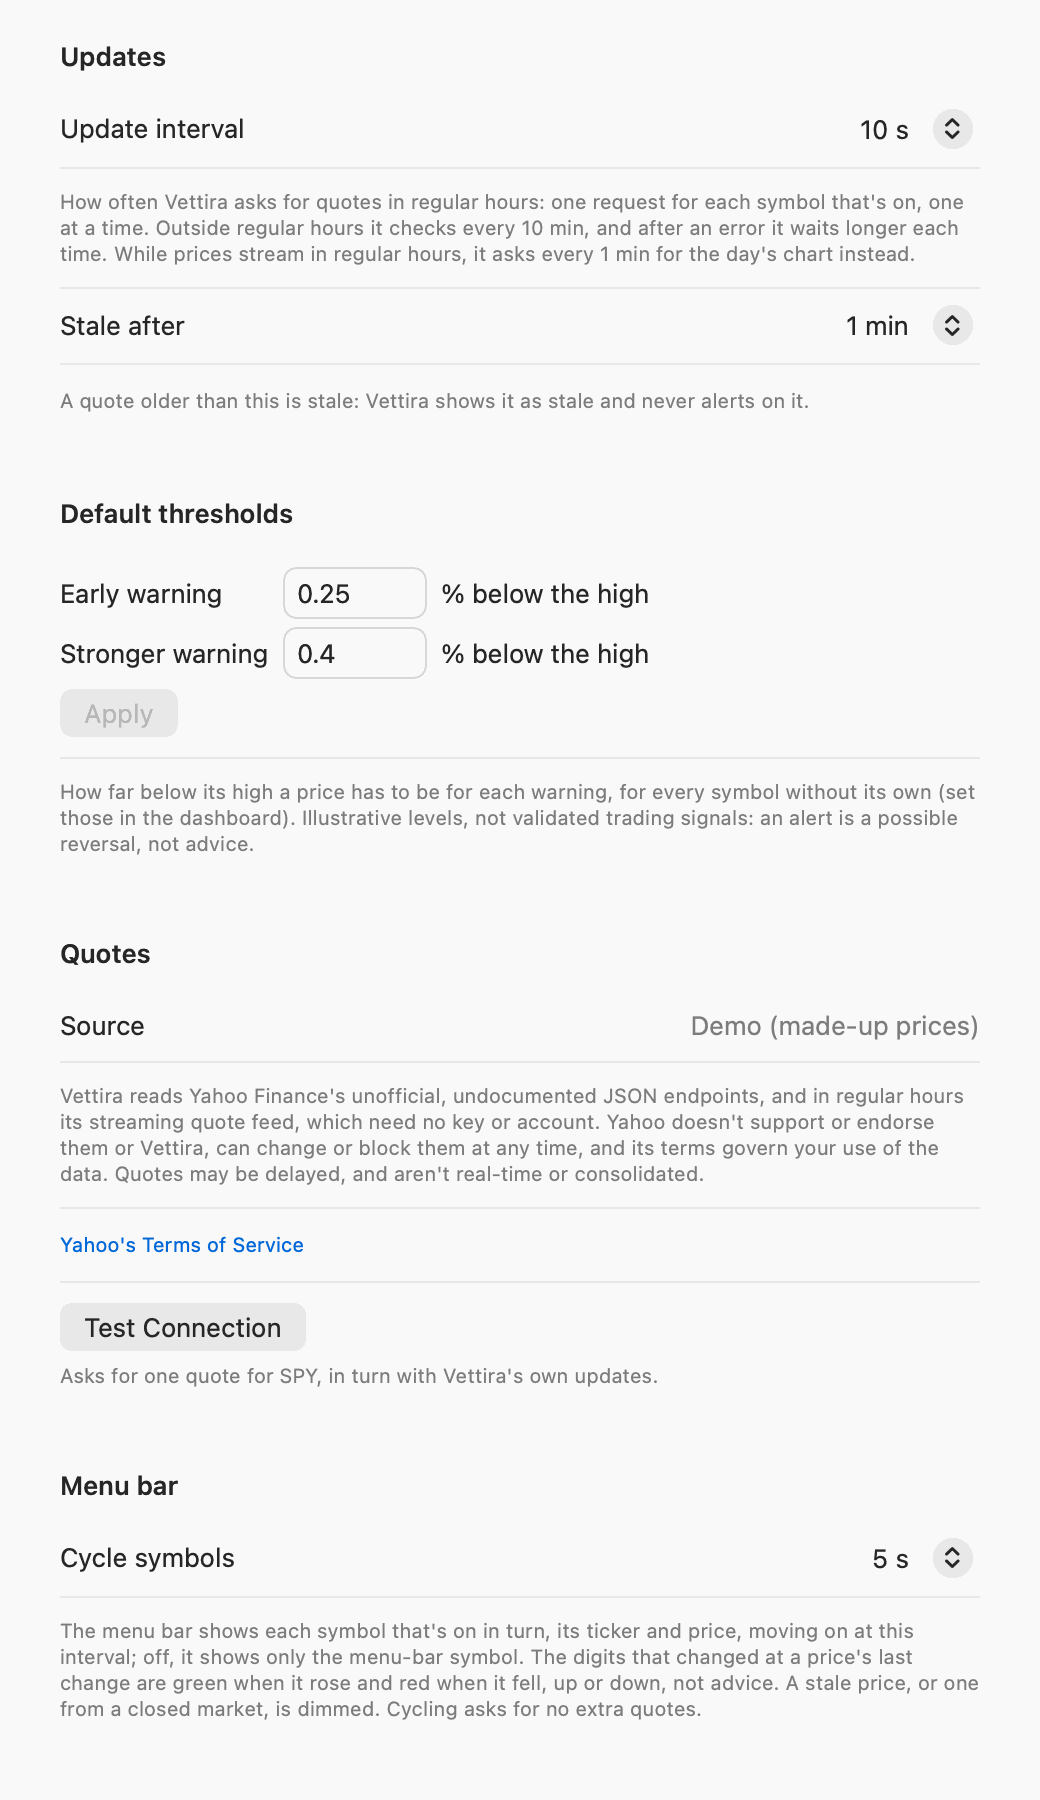 Updates
Update interval
10 s
How often Vettira asks for quotes in regular hours: one request for each symbol that's on, one
at a time. Outside regular hours it checks every 10 min, and after an error it waits longer each
time. While prices stream in regular hours, it asks every 1 min for the day's chart instead.
Stale after
1 min
A quote older than this is stale: Vettira shows it as stale and never alerts on it.
Default thresholds
Early warning 0.25 % below the high
Stronger warning 0.4 % below the high
Apply
How far below its high a price has to be for each warning, for every symbol without its own (set
those in the dashboard). Illustrative levels, not validated trading signals: an alert is a possible
reversal, not advice.
Quotes
Source
Demo (made-up prices)
Vettira reads Yahoo Finance's unofficial, undocumented JSON endpoints, and in regular hours
its streaming quote feed, which need no key or account. Yahoo doesn't support or endorse
them or Vettira, can change or block them at any time, and its terms govern your use of the
data. Quotes may be delayed, and aren't real-time or consolidated.
Yahoo's Terms of Service
Test Connection
Asks for one quote for SPY, in turn with Vettira's own updates.
Menu bar
Cycle symbols
5 s
The menu bar shows each symbol that's on in turn, its ticker and price, moving on at this
interval; off, it shows only the menu-bar symbol. The digits that changed at a price's last
change are green when it rose and red when it fell, up or down, not advice. A stale price, or one
from a closed market, is dimmed. Cycling asks for no extra quotes.